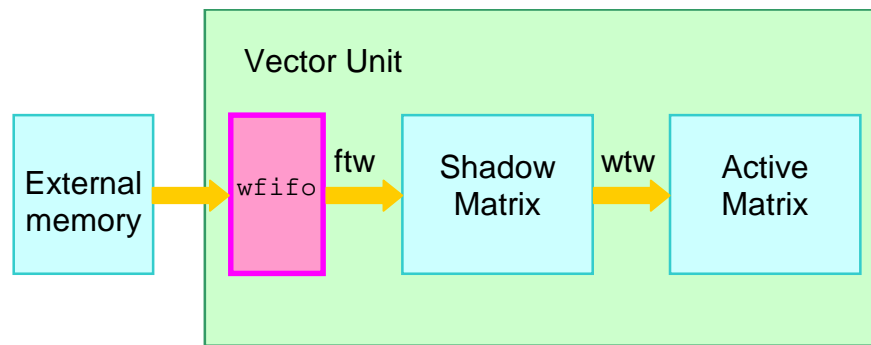 Vector Unit
External
memory
wfifo
ftw
Shadow
Matrix
wtw
Active
Matrix